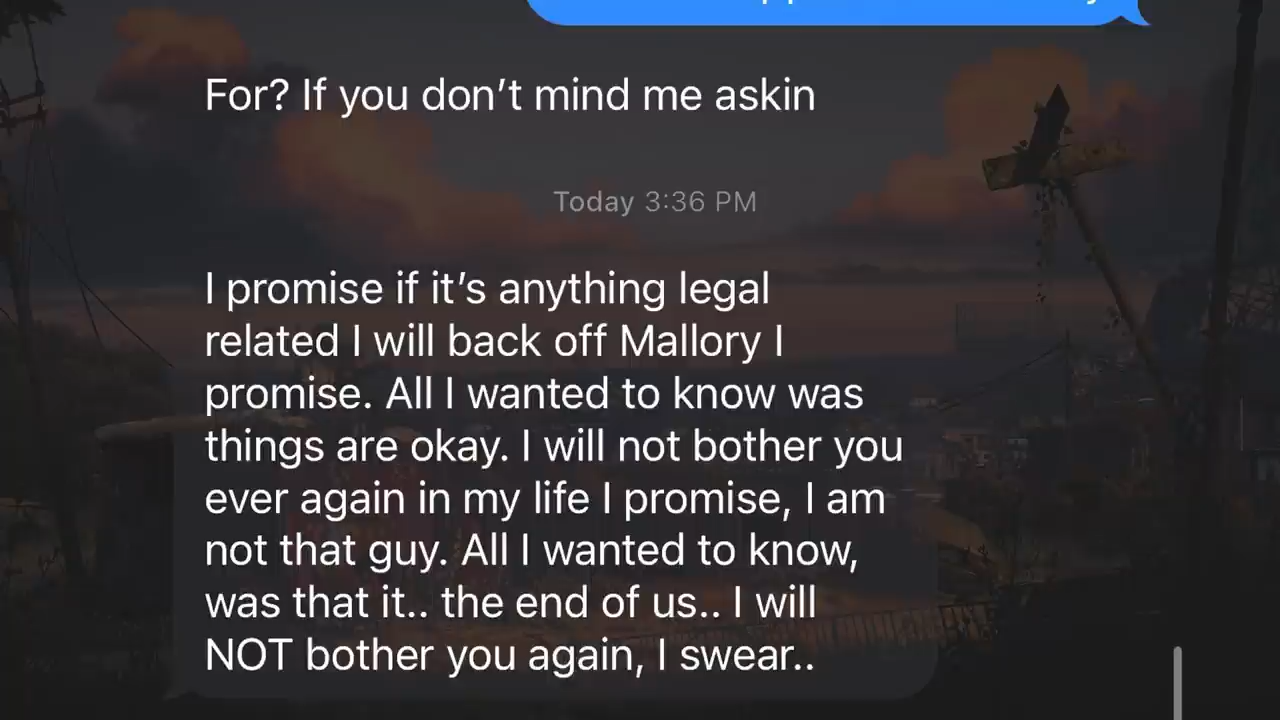 For? If you don't mind me askin
Today 3:36 PM
I promise if it's anything legal
related I will back off Mallory I
promise. All I wanted to know was
things are okay. I will not bother you
ever again in my life I promise, I am
not that guy. All I wanted to know,
was that it.. the end of us.. I will
NOT bother you again, I swear..